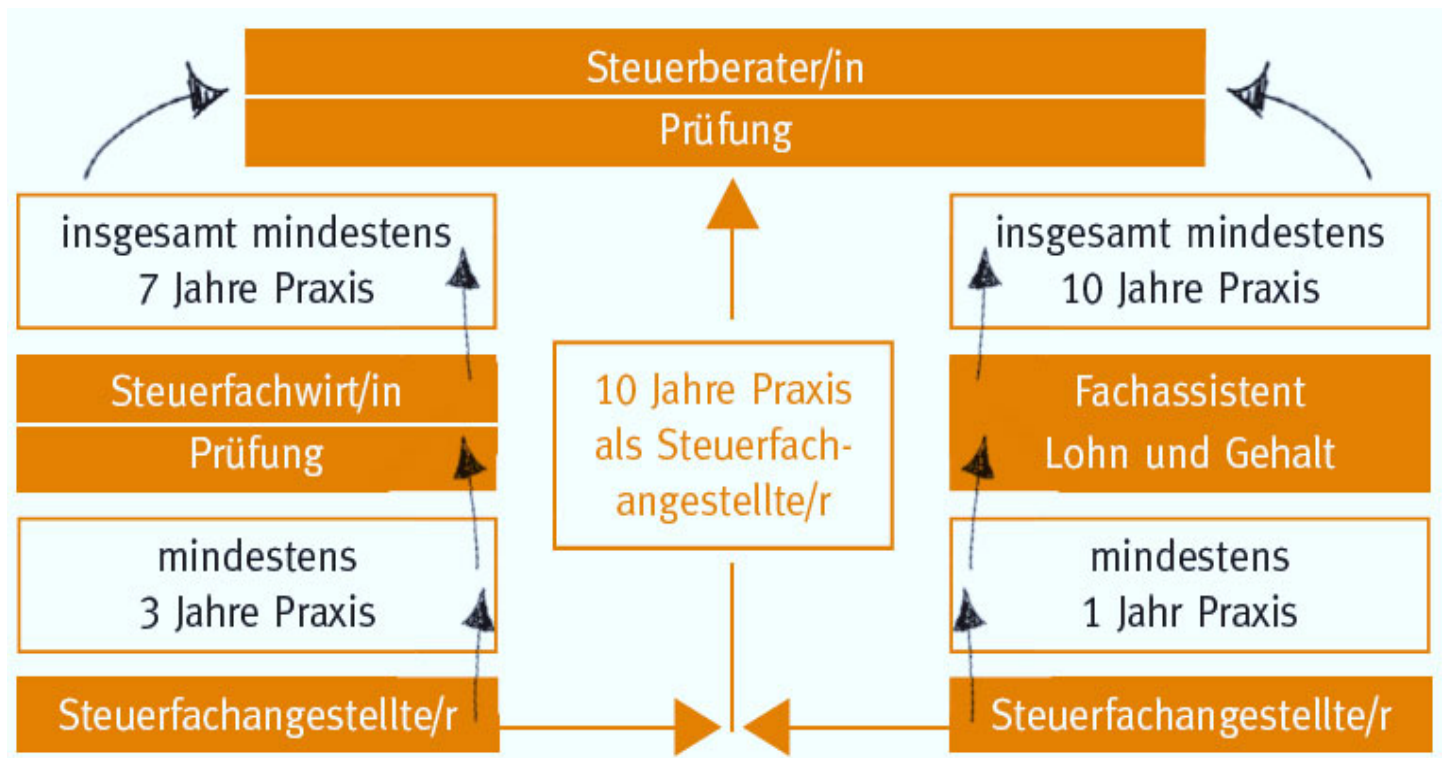 Steuerberater/in
Prüfung
insgesamt mindestens
7 Jahre Praxis
Steuerfachwirt/in
Prüfung
mindestens
3 Jahre Praxis
Steuerfachangestellte/r
10 Jahre Praxis
als Steuerfach-
angestellte/r
insgesamt mindestens
10 Jahre Praxis
Fachassistent
Lohn und Gehalt
mindestens
1 Jahr Praxis
Steuerfachangestellte/r